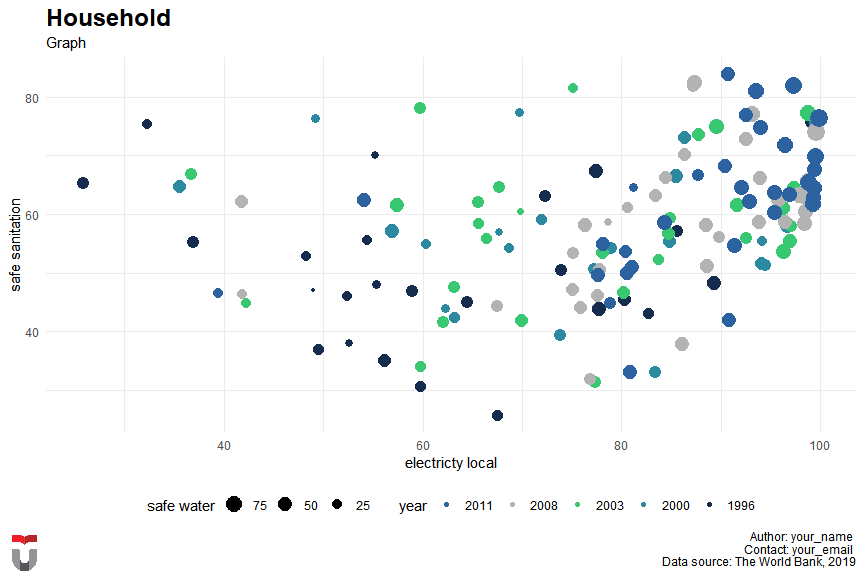 Household
Graph
80
60
40
safe sanitation
40 60 80 100
electricty local
safe water 75 50 25 year 2011 2008 2003 2000 1996
Author: your_name
Contact: your_email
Data source: The World Bank, 2019